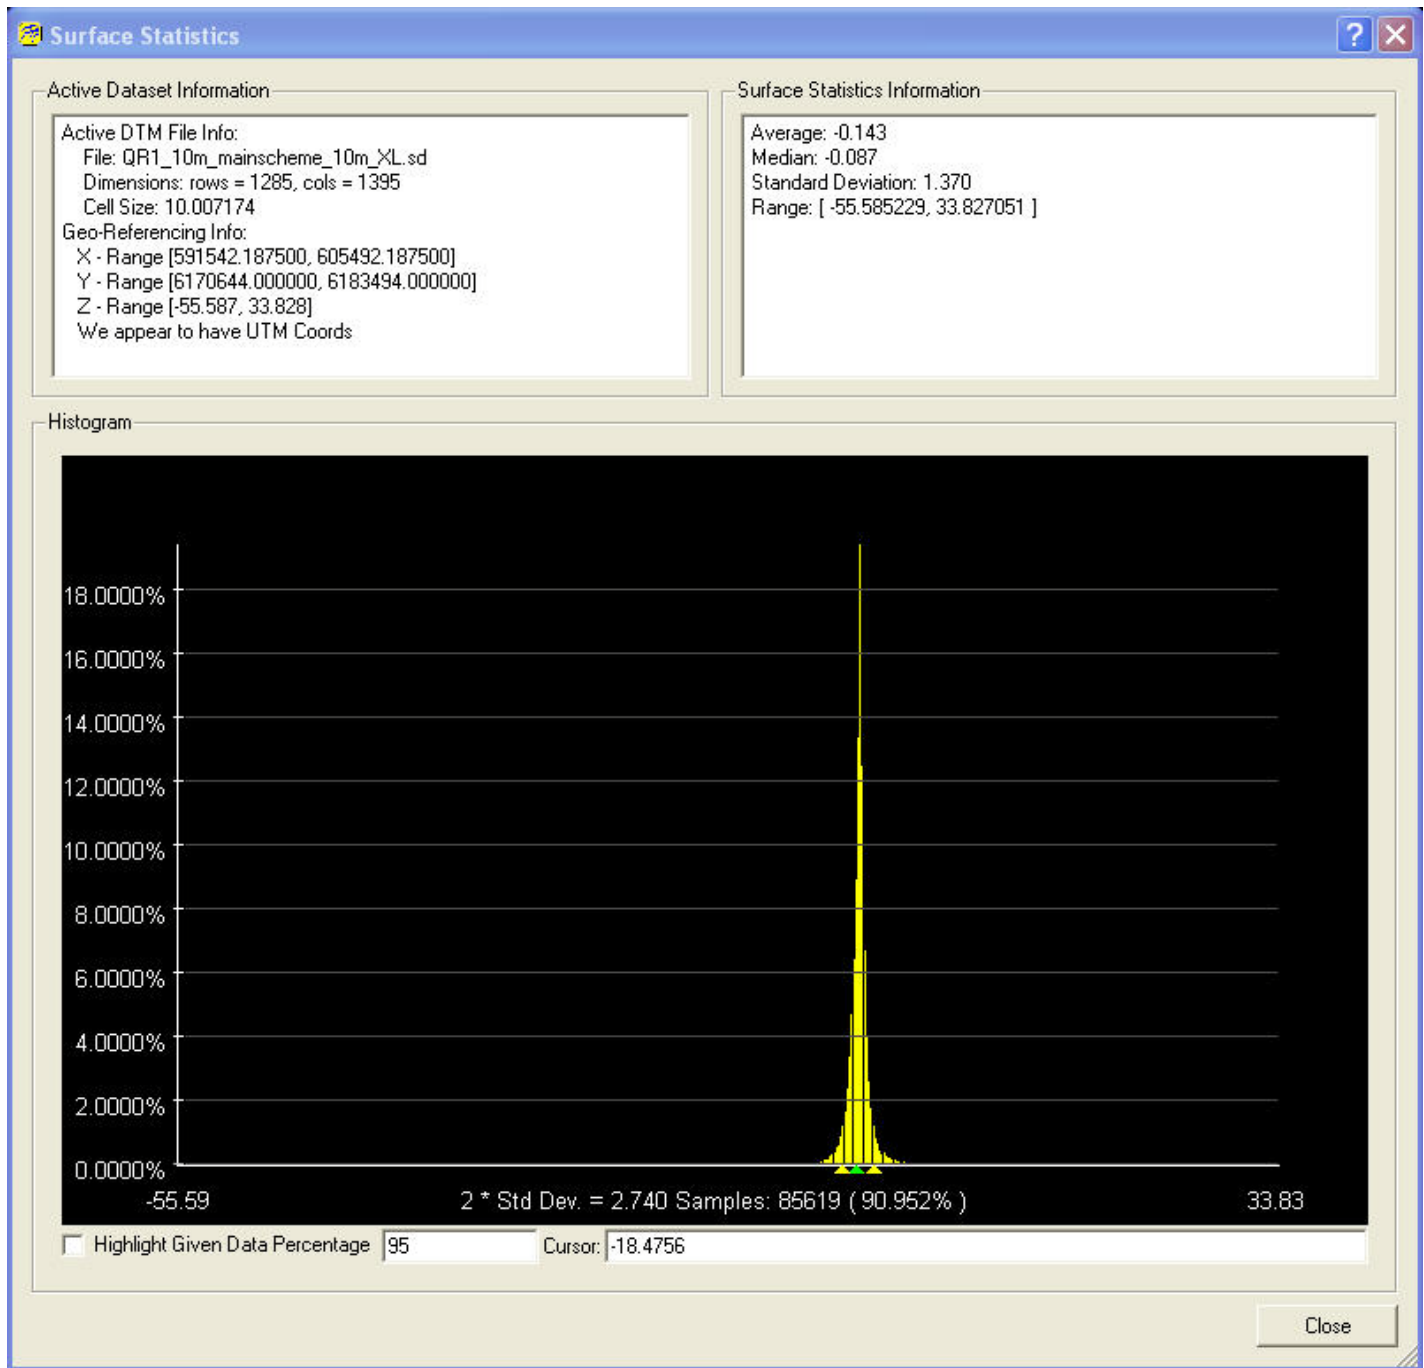 Surface Statistics
Active Dataset Information
Active DTM File Info:
File: QR1_10m_mainscheme_10m_XL.sd
Dimensions: rows = 1285, cols = 1395
Cell Size: 10.007174
Geo-Referencing Info:
X - Range [591542.187500, 605492.187500]
Y - Range [6170644.000000, 6183494.000000]
Z - Range [-55.587, 33.828]
We appear to have UTM Coords
Surface Statistics Information
Average: -0.143
Median: -0.087
Standard Deviation: 1.370
Range: [ -55.585229, 33.827051 ]
Histogram
18.0000%
16.0000%
14.0000%
12.0000%
10.0000%
8.0000%
6.0000%
4.0000%
2.0000%
0.0000%
-55.59 2 * Std Dev. = 2.740 Samples: 85619 ( 90.952% ) 33.83
Highlight Given Data Percentage 95 Cursor: -18.4756
Close